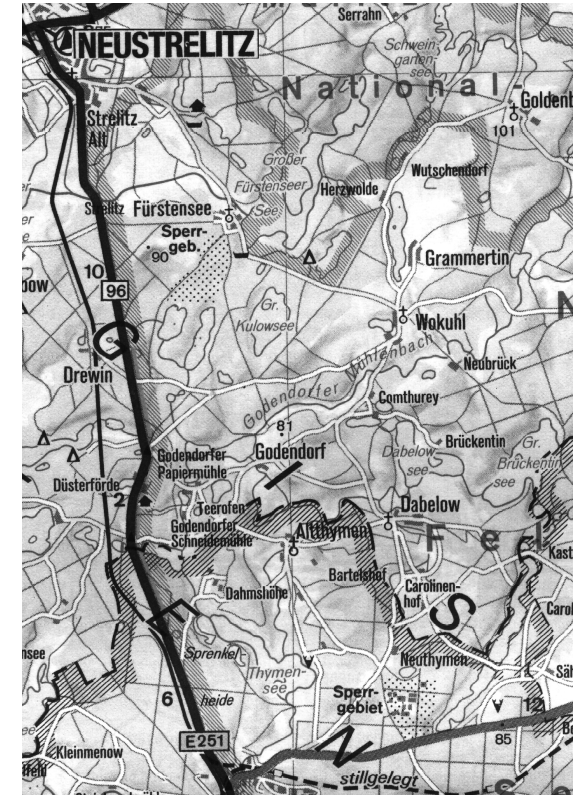 Serrahn
NEUSTRELITZ
Schwein
garten
see
National-
Goldenb
101
Strelitz
Alt
Großer
Fürstenseer
See
Wutschendorf
Herzwolde
Strelitz
Fürstensee
Sperr-
geb.
90
Grammertin
10
96
bow
N
Gr.
Kulowsee
Wokuhl
Godendorfer Mühlenbach
Neubrück
Drewin
Comthurey
81
Godendorf
Brückentin
Dabelow
see
Gr.
Brückentin
see
Godendorfer
Papiermühle
Düsterförde
2
Teerofen
Godendorfer
Schneidemühle
Dabelow
Althymen
Fel
Kast
Bartelshof
Carolinen-
hof
Dahmshöhe
S
Carol
Neuthymen
Sprenkel-
heide
Thymen-
see
nsee
Säh
Sperr-
gebiet
6
12
85
E251
N
Kleinmenow
stillgelegt